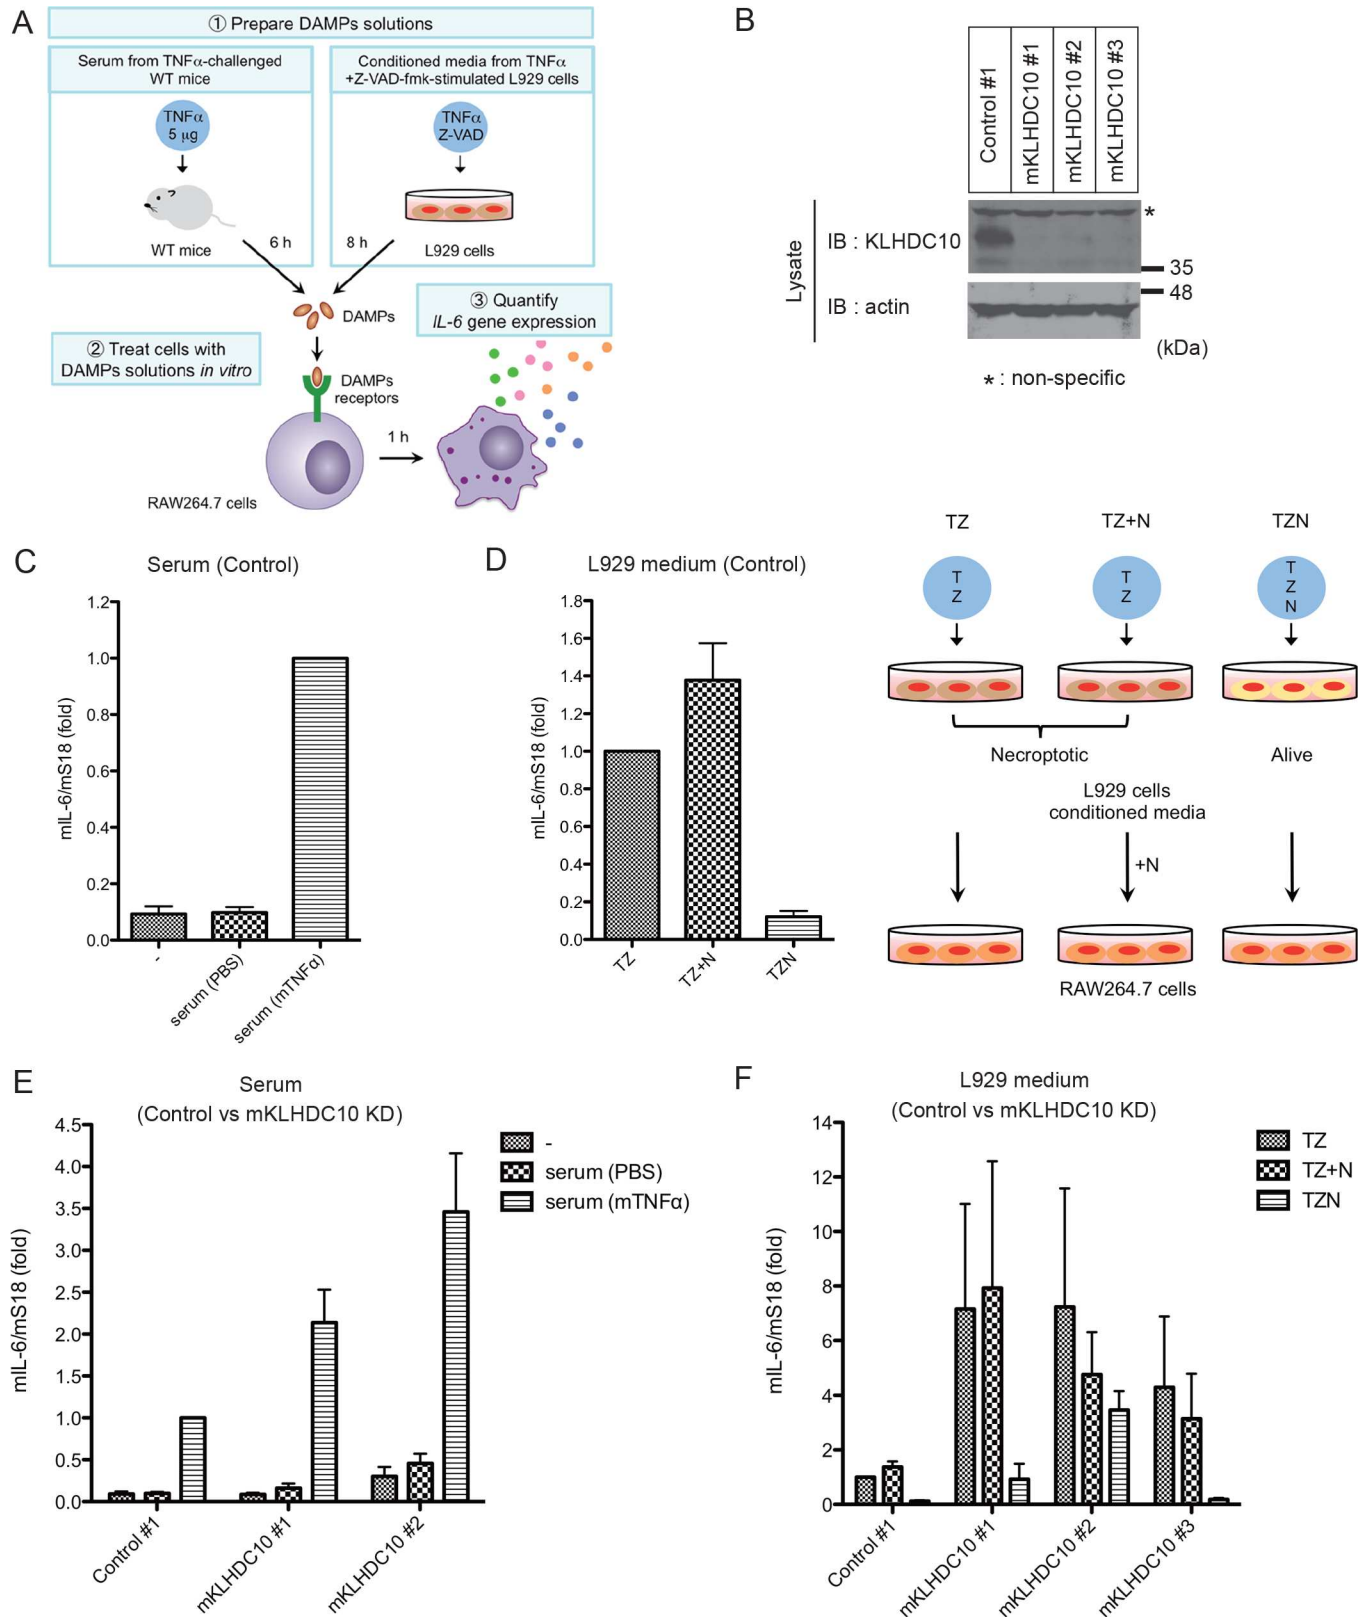 A
① Prepare DAMPs solutions
Serum from TNFα-challenged
WT mice
Conditioned media from TNFα
+Z-VAD-fmk-stimulated L929 cells
TNFα
5 μg
TNFα
Z-VAD
WT mice
6 h
8 h
L929 cells
DAMPs
③ Quantify
IL-6 gene expression
② Treat cells with
DAMPs solutions in vitro
DAMPs
receptors
1 h
RAW264.7 cells
B
Control #1
mKLHDC10 #1
mKLHDC10 #2
mKLHDC10 #3
Lysate
IB : KLHDC10
*
35
48
IB : actin
(kDa)
* : non-specific
C
Serum (Control)
mIL-6/mS18 (fold)
1.2
1.0
0.8
0.6
0.4
0.2
0.0
-
serum (PBS)
serum (mTNFα)
D
L929 medium (Control)
mIL-6/mS18 (fold)
1.8
1.6
1.4
1.2
1.0
0.8
0.6
0.4
0.2
0.0
TZ
TZ+N
TZN
TZ
TZ+N
TZN
T
Z
T
Z
T
Z
N
Necroptotic
Alive
L929 cells
conditioned media
+N
RAW264.7 cells
E
Serum
(Control vs mKLHDC10 KD)
mIL-6/mS18 (fold)
4.5
4.0
3.5
3.0
2.5
2.0
1.5
1.0
0.5
0.0
Control #1
mKLHDC10 #1
mKLHDC10 #2
-
serum (PBS)
serum (mTNFα)
F
L929 medium
(Control vs mKLHDC10 KD)
mIL-6/mS18 (fold)
14
12
10
8
6
4
2
0
Control #1
mKLHDC10 #1
mKLHDC10 #2
mKLHDC10 #3
TZ
TZ+N
TZN